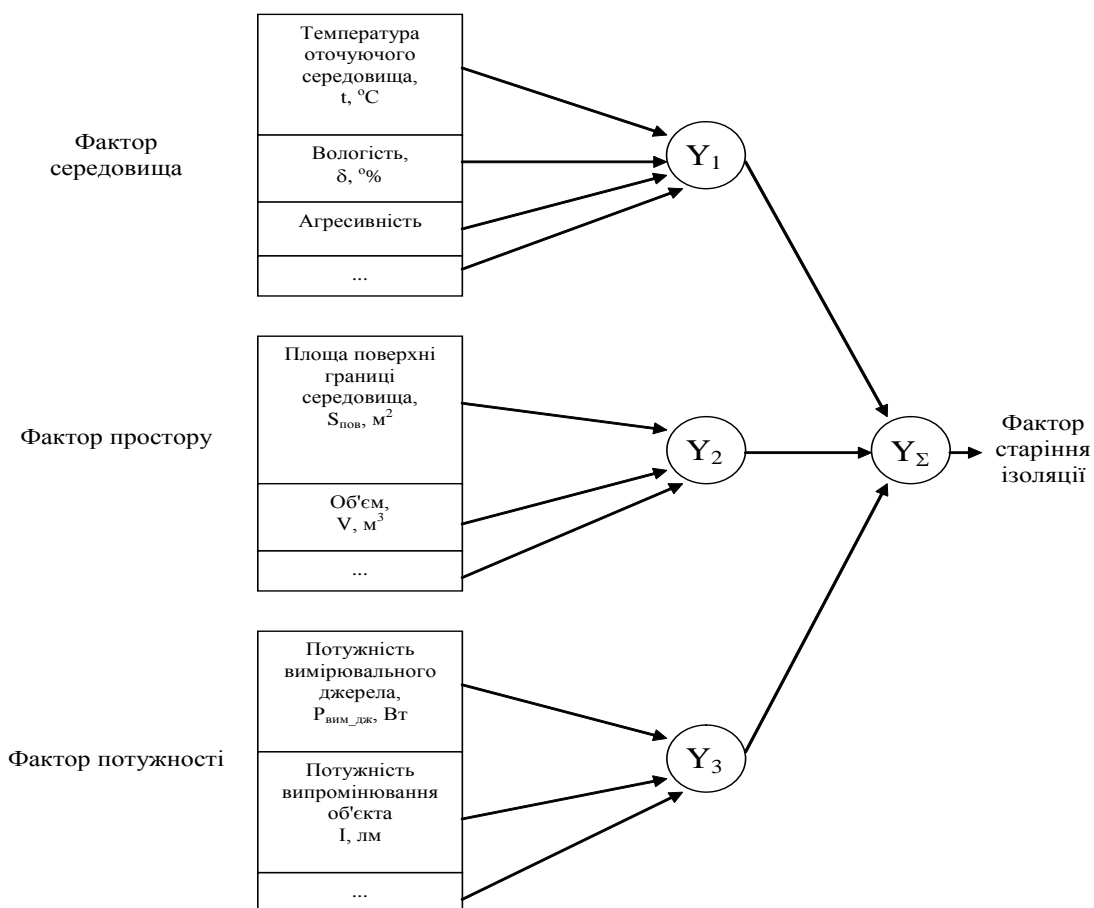 Температура
оточуючого
середовища,
t, °C
Фактор
середовища
Вологість,
δ, °%
Агресивність
...
Y₁
Площа поверхні
границі
середовища,
Sпов, м²
Фактор простору
Об'єм,
V, м³
...
Y₂
YΣ
Фактор
старіння
ізоляції
Потужність
вимірювального
джерела,
Pвим_дж, Вт
Фактор потужності
Потужність
випромінювання
об'єкта
І, лм
...
Y₃